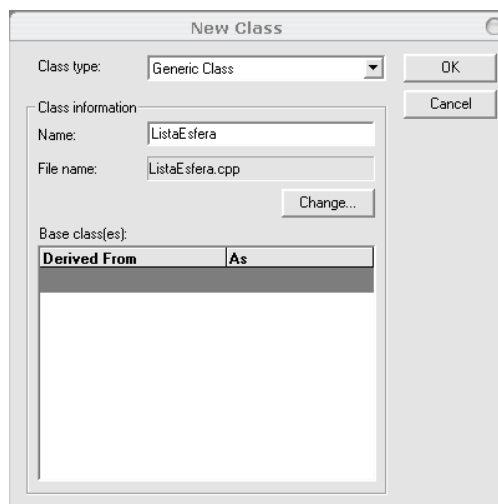 New Class
Class type: Generic Class OK
Cancel
Class information
Name: ListaEsfera
File name: ListaEsfera.cpp
Change...
Base class(es):
Derived From As